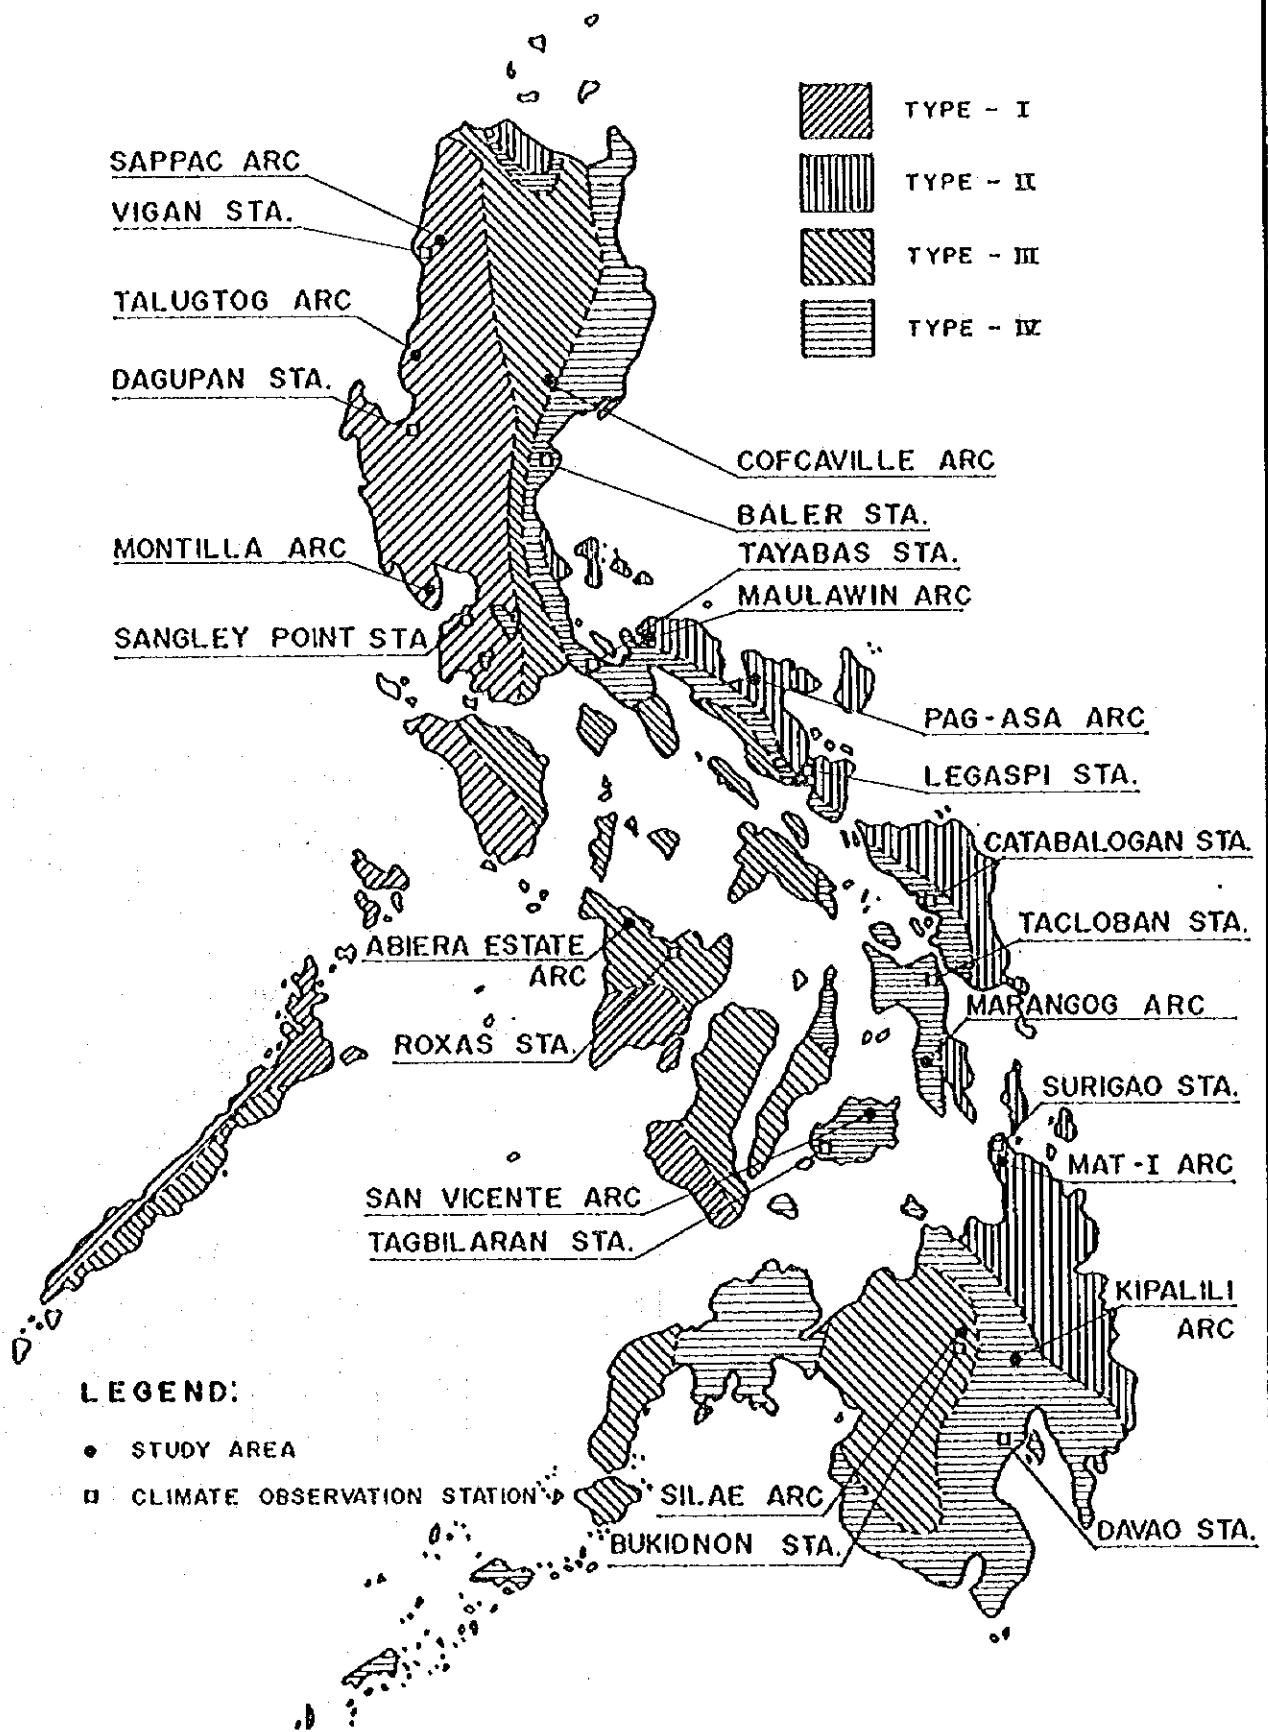 TYPE - I
TYPE - II
TYPE - III
TYPE - IV
SAPPAC ARC
VIGAN STA.
TALUGTOG ARC
DAGUPAN STA.
COFCAVILLE ARC
BALER STA.
MONTILLA ARC
TAYABAS STA.
MAULAWIN ARC
SANGLEY POINT STA
PAG-ASA ARC
LEGASPI STA.
CATABALOGAN STA.
TACLOBAN STA.
ABIERA ESTATE
ARC
MARANGOG ARC
ROXAS STA.
SURIGAO STA.
MAT-I ARC
SAN VICENTE ARC
TAGBILARAN STA.
KIPALILI
ARC
LEGEND:
STUDY AREA
CLIMATE OBSERVATION STATION
SILAE ARC
BUKIDNON STA.
DAVAO STA.